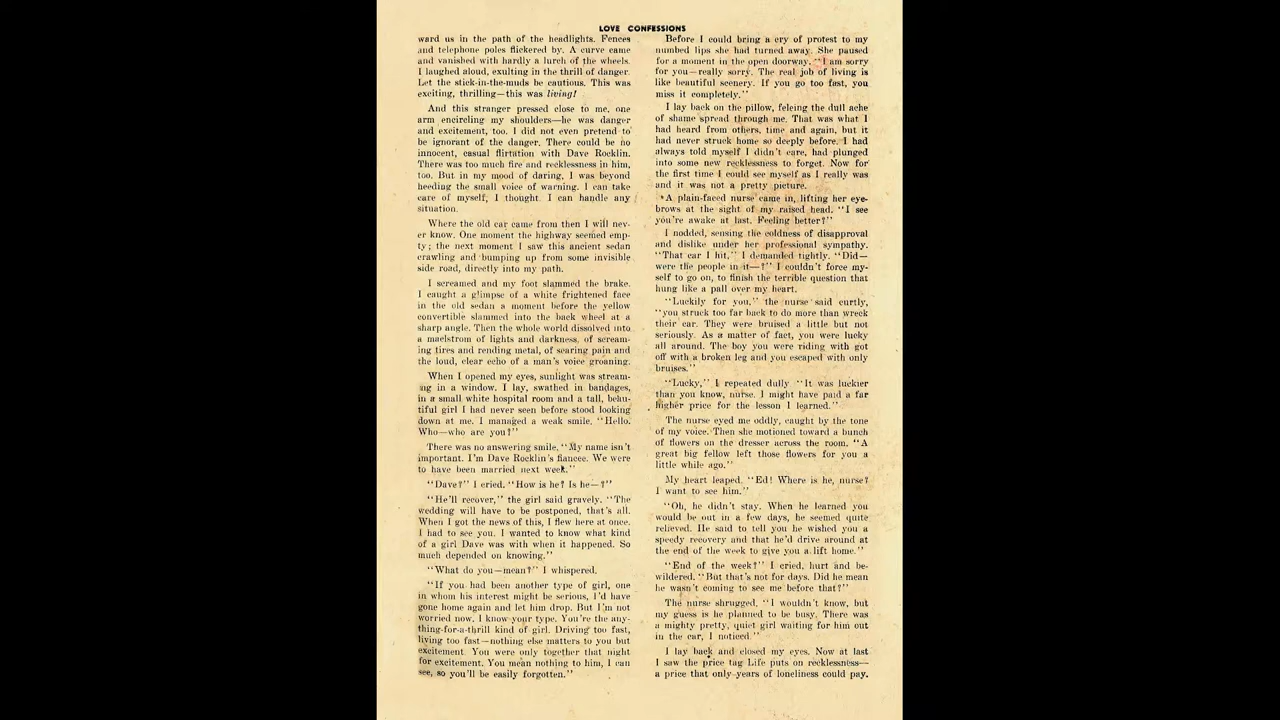 LOVE CONFESSIONS
ward us in the path of the headlights. Fences
and telephone poles flickered by. A curve came
and vanished with hardly a lurch of the wheels.
I laughed aloud, exulting in the thrill of danger.
Let the stick-in-the-muds be cautious. This was
exciting, thrilling—this was living!
And this stranger pressed close to me, one
arm encircling my shoulders—he was danger
and excitement, too. I did not even pretend to
be ignorant of the danger. There could be no
innocent, casual flirtation with Dave Rocklin.
There was too much fire and recklessness in him,
too. But in my mood of daring, I was beyond
heeding the small voice of warning. I can take
care of myself, I thought. I can handle any
situation.
Where the old car came from then I will nev-
er know. One moment the highway seemed emp-
ty; the next moment I saw this ancient sedan
crawling and bumping up from some invisible
side road, directly into my path.
I screamed and my foot slammed the brake.
I caught a glimpse of a white frightened face
in the old sedan a moment before the yellow
convertible slammed into the back wheel at a
sharp angle. Then the whole world dissolved into
a maelstrom of lights and darkness, of scream-
ing tires and rending metal, of searing pain and
the loud, clear echo of a man's voice groaning.
When I opened my eyes, sunlight was stream-
ing in a window. I lay, swathed in bandages,
in a small white hospital room and a tall, beau-
tiful girl I had never seen before stood looking
down at me. I managed a weak smile. "Hello.
Who—who are you?"
There was no answering smile. "My name isn't
important. I'm Dave Rocklin's fiancee. We were
to have been married next week."
"Dave?" I cried. "How is he? Is he—?"
"He'll recover," the girl said gravely. "The
wedding will have to be postponed, that's all.
When I got the news of this, I flew here at once.
I had to see you. I wanted to know what kind
of a girl Dave was with when it happened. So
much depended on knowing."
"What do you—mean?" I whispered.
"If you had been another type of girl, one
in whom his interest might be serious, I'd have
gone home again and let him drop. But I'm not
worried now. I know your type. You're the any-
thing-for-a-thrill kind of girl. Driving too fast,
living too fast—nothing else matters to you but
excitement. You were only together that night
for excitement. You mean nothing to him, I can
see, so you'll be easily forgotten."
Before I could bring a cry of protest to my
numbed lips she had turned away. She paused
for a moment in the open doorway. "I am sorry
for you—really sorry. The real job of living is
like beautiful scenery. If you go too fast, you
miss it completely."
I lay back on the pillow, feleing the dull ache
of shame spread through me. That was what I
had heard from others, time and again, but it
had never struck home so deeply before. I had
always told myself I didn't care, had plunged
into some new recklessness to forget. Now for
the first time I could see myself as I really was
and it was not a pretty picture.
A plain-faced nurse came in, lifting her eye-
brows at the sight of my raised head. "I see
you're awake at last. Feeling better?"
I nodded, sensing the coldness of disapproval
and dislike under her professional sympathy.
"That car I hit," I demanded tightly. "Did—
were the people in it—?" I couldn't force my-
self to go on, to finish the terrible question that
hung like a pall over my heart.
"Luckily for you," the nurse said curtly,
"you struck too far back to do more than wreck
their car. They were bruised a little but not
seriously. As a matter of fact, you were lucky
all around. The boy you were riding with got
off with a broken leg and you escaped with only
bruises."
"Lucky," I repeated dully "It was luckier
than you know, nurse. I might have paid a far
higher price for the lesson I learned."
The nurse eyed me oddly, caught by the tone
of my voice. Then she motioned toward a bunch
of flowers on the dresser across the room. "A
great big fellow left those flowers for you a
little while ago."
My heart leaped. "Ed! Where is he, nurse?
I want to see him."
"Oh, he didn't stay. When he learned you
would be out in a few days, he seemed quite
relieved. He said to tell you he wished you a
speedy recovery and that he'd drive around at
the end of the week to give you a lift home."
"End of the week?" I cried, hurt and be-
wildered. "But that's not for days. Did he mean
he wasn't coming to see me before that?"
The nurse shrugged. "I wouldn't know, but
my guess is he planned to be busy. There was
a mighty pretty, quiet girl waiting for him out
in the car, I noticed."
I lay back and closed my eyes. Now at last
I saw the price tag Life puts on recklessness—
a price that only years of loneliness could pay.